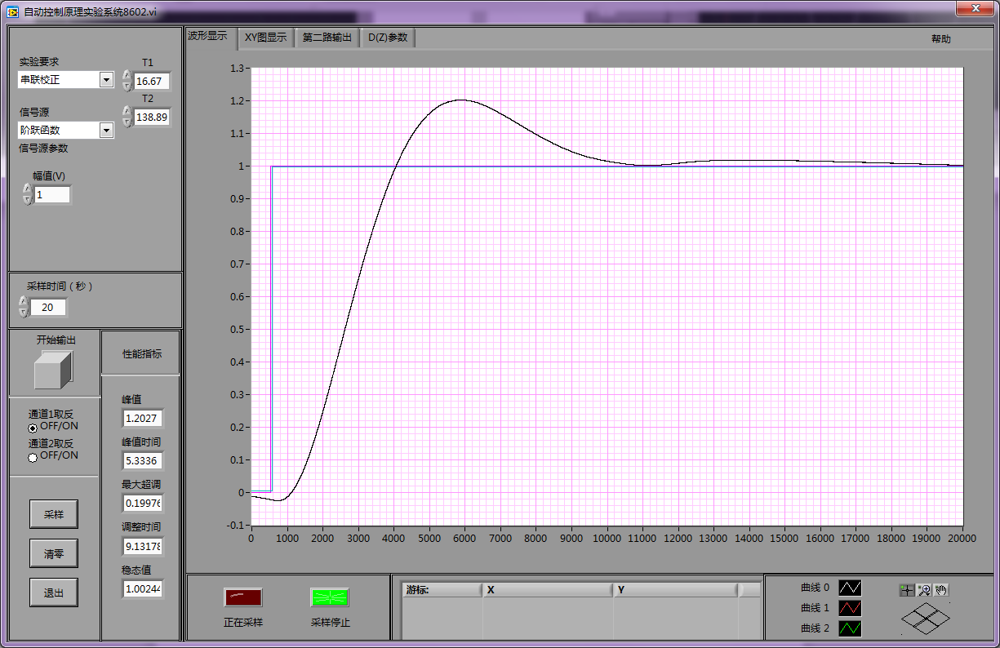 自动控制原理实验系统8602.vi
实验要求
串联校正
T1
16.67
T2
138.89
信号源
阶跃函数
信号源参数
幅值(V)
1
采样时间（秒）
20
开始输出
通道1取反
OFF/ON
通道2取反
OFF/ON
采样
清零
退出
性能指标
峰值
1.2027
峰值时间
5.3336
最大超调
0.19976
调整时间
9.13178
稳态值
1.00244
波形显示
XY图显示
第二路输出
D(Z)参数
帮助
1.3
1.2
1.1
1
0.9
0.8
0.7
0.6
0.5
0.4
0.3
0.2
0.1
0
-0.1
0 1000 2000 3000 4000 5000 6000 7000 8000 9000 10000 11000 12000 13000 14000 15000 16000 17000 18000 19000 20000
正在采样
采样停止
游标: X Y
曲线 0
曲线 1
曲线 2